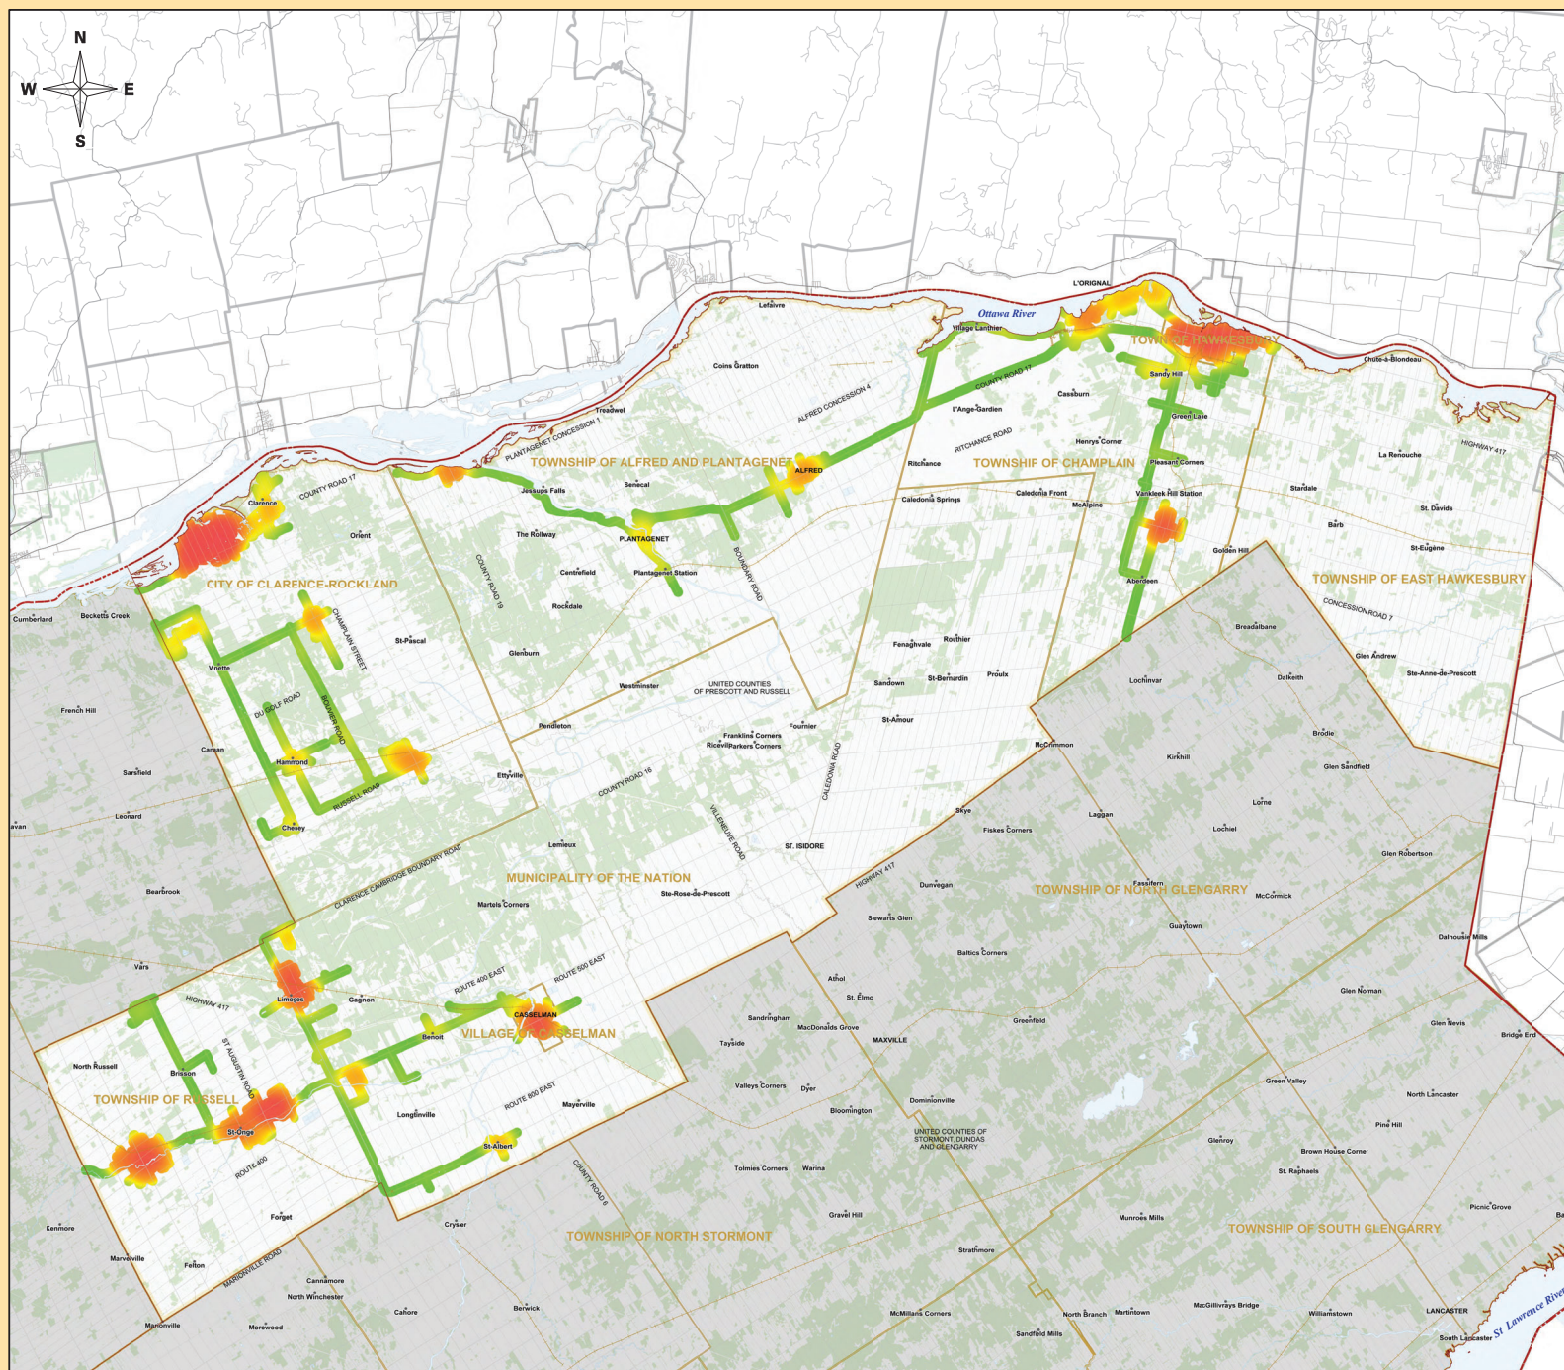 N
W E
S
L'ORIGNAL
Lefaivre
Ottawa River
Village Lanthier
TOWN OF HAWKESBURY
Chute-à-Blondeau
Coins Gratton
Sandy Hill
COUNTY ROAD 17
ALFRED CONCESSION 4
Cassburn
Treadwel
l'Ange-Gardien
Green Lane
PLANTAGENET CONCESSION 1
RITCHANCE ROAD
Henrys Corner
HIGHWAY 417
La Renouche
TOWNSHIP OF ALFRED AND PLANTAGENET
ALFRED
Ritchance
TOWNSHIP OF CHAMPLAIN
Pleasant Corners
COUNTY ROAD 17
Jessups Falls
Senecal
Stardale
Clarence
Caledonia Springs
Caledonia Front
McAlpine
Vankleek Hill Station
St. Davids
Orient
The Rollway
PLANTAGENET
Barb
Golden Hill
St-Eugène
CITY OF CLARENCE-ROCKLAND
COUNTY ROAD 19
Centrefield
Plantagenet Station
BOUNDARY ROAD
Aberdeen
TOWNSHIP OF EAST HAWKESBURY
Cumberland
Becketts Creek
Rockdale
CONCESSION ROAD 7
CHAMPLAIN STREET
St-Pascal
Glenburn
Fenaghvale
Routhier
Breadalbane
Vinette
Glen Andrew
Westminster
UNITED COUNTIES
OF PRESCOTT AND RUSSELL
Sandown
St-Bernardin
Proulx
Lochinvar
Dalkeith
Ste-Anne-de-Prescott
French Hill
DU GOLF ROAD
BOUVIER ROAD
Pendleton
Fournier
St-Amour
Franklins Corners
Parkers Corners
McCrimmon
Brodie
Hammond
Kirkhill
Glen Sandfield
Sarsfield
Ettyville
COUNTY ROAD 16
CALEDONIA ROAD
RUSSELL ROAD
Leonard
Cheney
VILLENEUVE ROAD
Skye
Fiskes Corners
Laggan
Lorne
Lochiel
Lemieux
ST. ISIDORE
Glen Robertson
CLARENCE CAMBRIDGE BOUNDARY ROAD
MUNICIPALITY OF THE NATION
HIGHWAY 417
Dunvegan
Fassifern
TOWNSHIP OF NORTH GLENGARRY
McCormick
Bearbrook
Martels Corners
Ste-Rose-de-Prescott
Stewarts Glen
Guaytown
Dalhousie Mills
Vars
ROUTE 400 EAST
ROUTE 500 EAST
Baltics Corners
Athol
HIGHWAY 417
Limoges
Gagnon
St. Elmo
Glen Norman
CASSELMAN
Sandringham
MacDonalds Grove
Greenfield
Glen Nevis
Bridge End
VILLAGE OF CASSELMAN
Benoit
Tayside
MAXVILLE
North Russell
Brisson
ST AUGUSTIN ROAD
Valleys Corners
Dyer
Green Valley
North Lancaster
TOWNSHIP OF RUSSELL
ROUTE 800 EAST
Mayerville
Longtinville
Bloomington
Dominionville
Pine Hill
St-Onge
St-Albert
UNITED COUNTIES OF
STORMONT, DUNDAS
AND GLENGARRY
Glenroy
Brown House Corner
ROUTE 400
COUNTY ROAD 6
Tolmies Corners
Warina
St. Raphaels
Forget
Gravel Hill
Munroes Mills
Picnic Grove
Crysler
TOWNSHIP OF NORTH STORMONT
TOWNSHIP OF SOUTH GLENGARRY
Felton
MARIONVILLE ROAD
Strathmore
Cannamore
North Winchester
Cahore
Berwick
McMillans Corners
North Branch
Martintown
MacGillivrays Bridge
Williamstown
LANCASTER
St Lawrence River
Marionville
Morewood
Sandfield Mills
South Lancaster